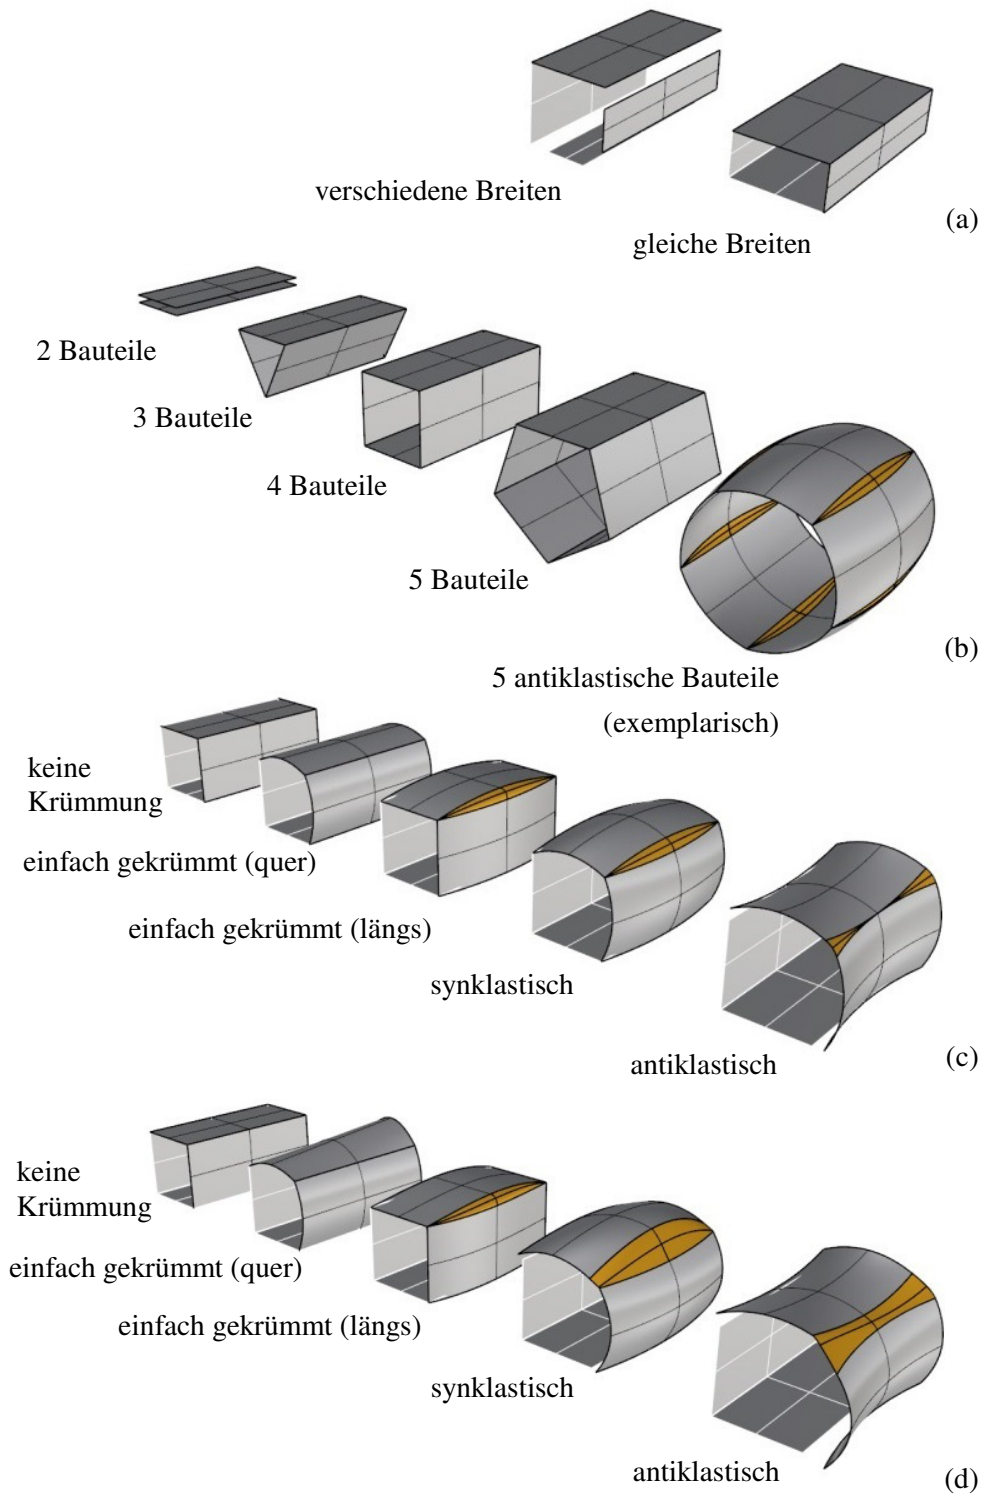 verschiedene Breiten
gleiche Breiten
(a)
2 Bauteile
3 Bauteile
4 Bauteile
5 Bauteile
5 antiklastische Bauteile
(exemplarisch)
(b)
keine
Krümmung
einfach gekrümmt (quer)
einfach gekrümmt (längs)
synklastisch
antiklastisch
(c)
keine
Krümmung
einfach gekrümmt (quer)
einfach gekrümmt (längs)
synklastisch
antiklastisch
(d)